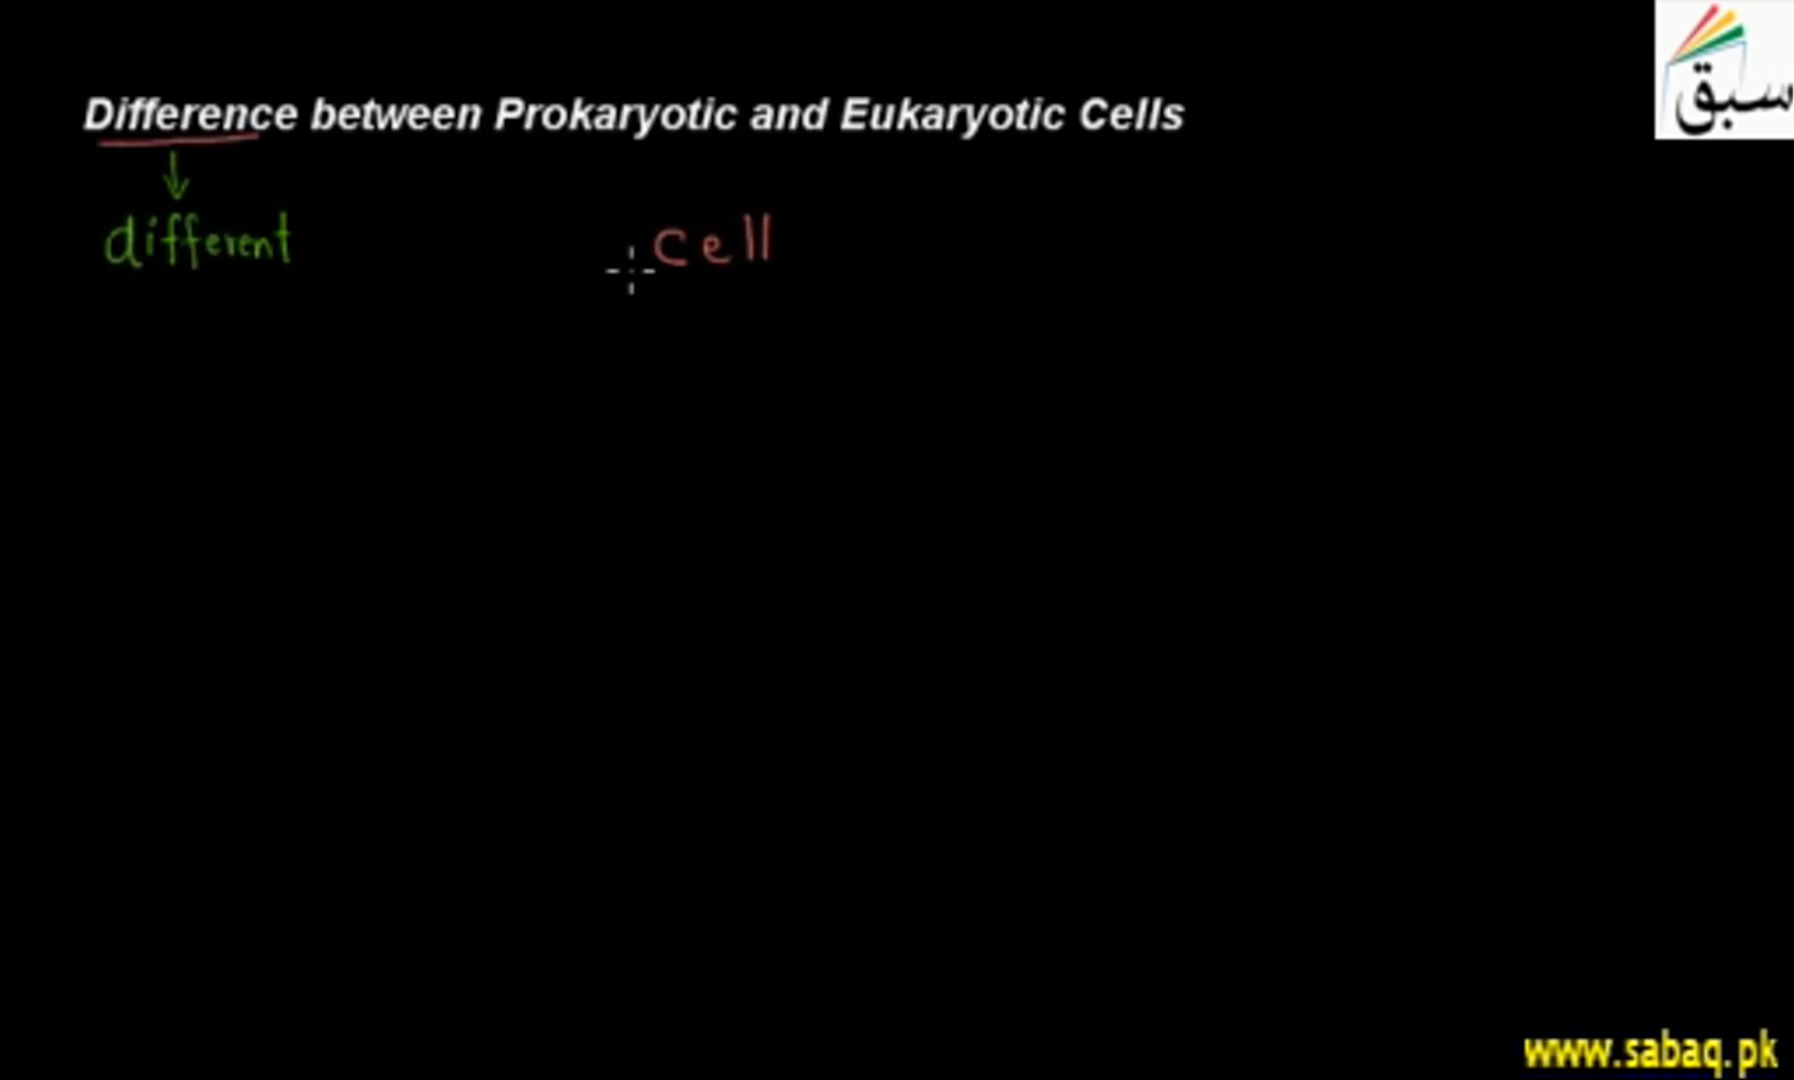 سبق
Difference between Prokaryotic and Eukaryotic Cells
different cell
www.sabaq.pk